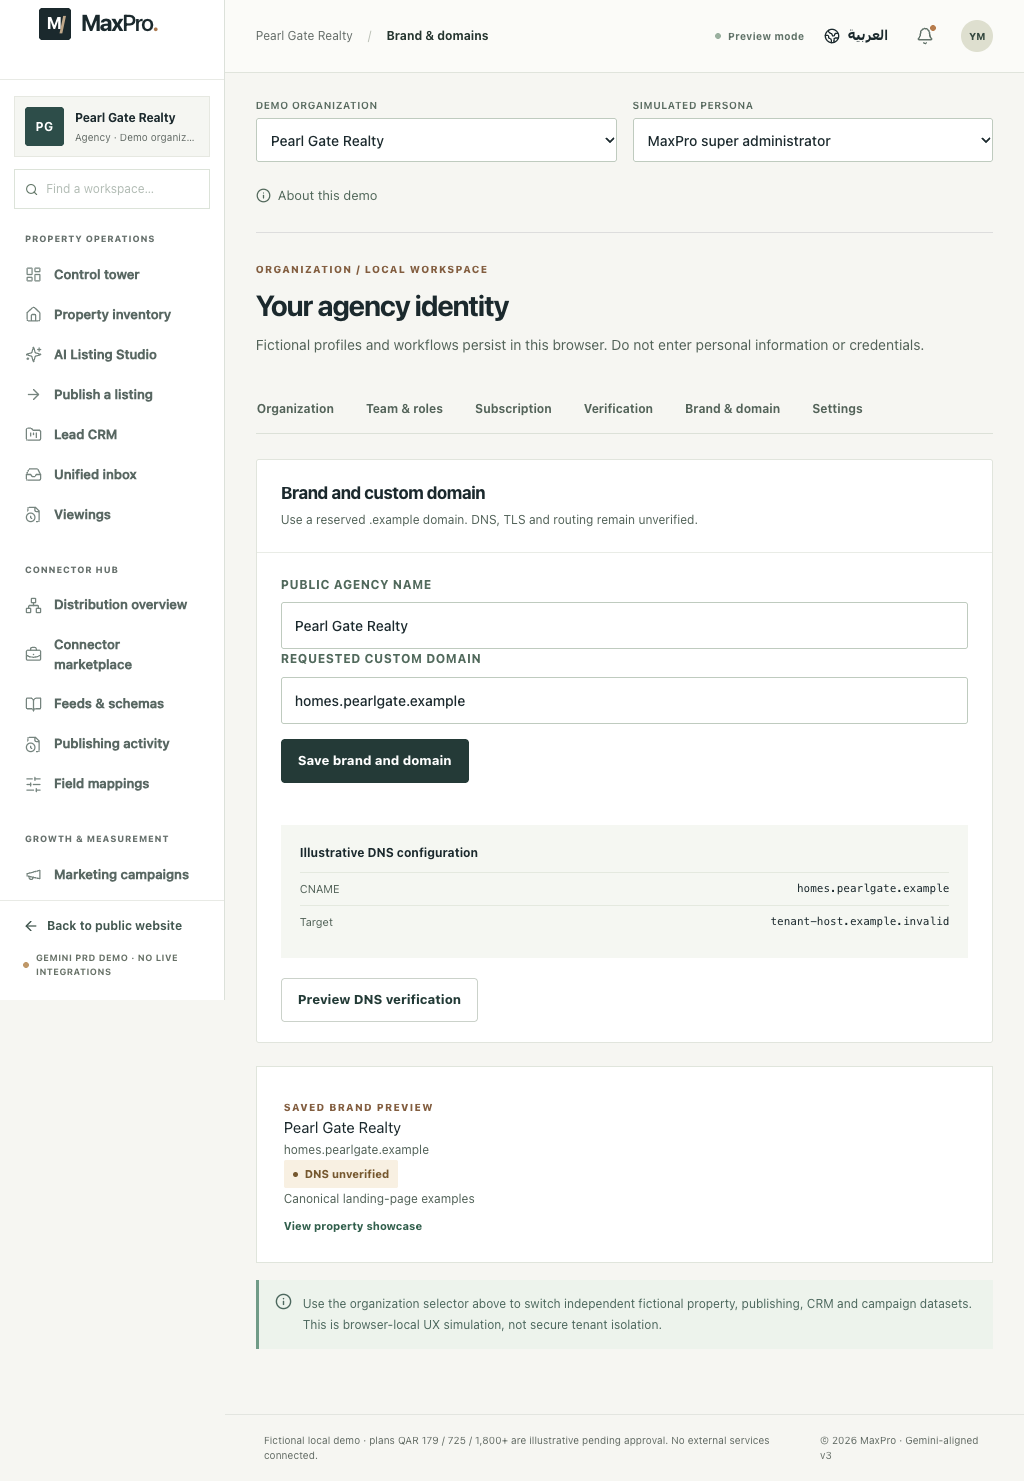 M/ MaxPro.
PG
Pearl Gate Realty
Agency · Demo organiz...
Find a workspace...
PROPERTY OPERATIONS
Control tower
Property inventory
AI Listing Studio
Publish a listing
Lead CRM
Unified inbox
Viewings
CONNECTOR HUB
Distribution overview
Connector
marketplace
Feeds & schemas
Publishing activity
Field mappings
GROWTH & MEASUREMENT
Marketing campaigns
Back to public website
GEMINI PRD DEMO · NO LIVE
INTEGRATIONS
Pearl Gate Realty / Brand & domains
Preview mode
العربية
YM
DEMO ORGANIZATION
Pearl Gate Realty
SIMULATED PERSONA
MaxPro super administrator
About this demo
ORGANIZATION / LOCAL WORKSPACE
Your agency identity
Fictional profiles and workflows persist in this browser. Do not enter personal information or credentials.
Organization Team & roles Subscription Verification Brand & domain Settings
Brand and custom domain
Use a reserved .example domain. DNS, TLS and routing remain unverified.
PUBLIC AGENCY NAME
Pearl Gate Realty
REQUESTED CUSTOM DOMAIN
homes.pearlgate.example
Save brand and domain
Illustrative DNS configuration
CNAME homes.pearlgate.example
Target tenant-host.example.invalid
Preview DNS verification
SAVED BRAND PREVIEW
Pearl Gate Realty
homes.pearlgate.example
DNS unverified
Canonical landing-page examples
View property showcase
Use the organization selector above to switch independent fictional property, publishing, CRM and campaign datasets.
This is browser-local UX simulation, not secure tenant isolation.
Fictional local demo · plans QAR 179 / 725 / 1,800+ are illustrative pending approval. No external services
connected.
© 2026 MaxPro · Gemini-aligned
v3